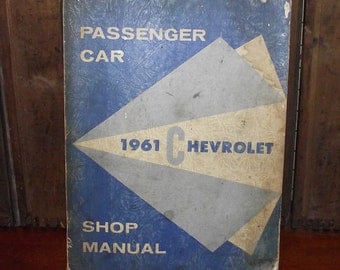 PASSENGER
CAR
1961 CHEVROLET
SHOP
MANUAL